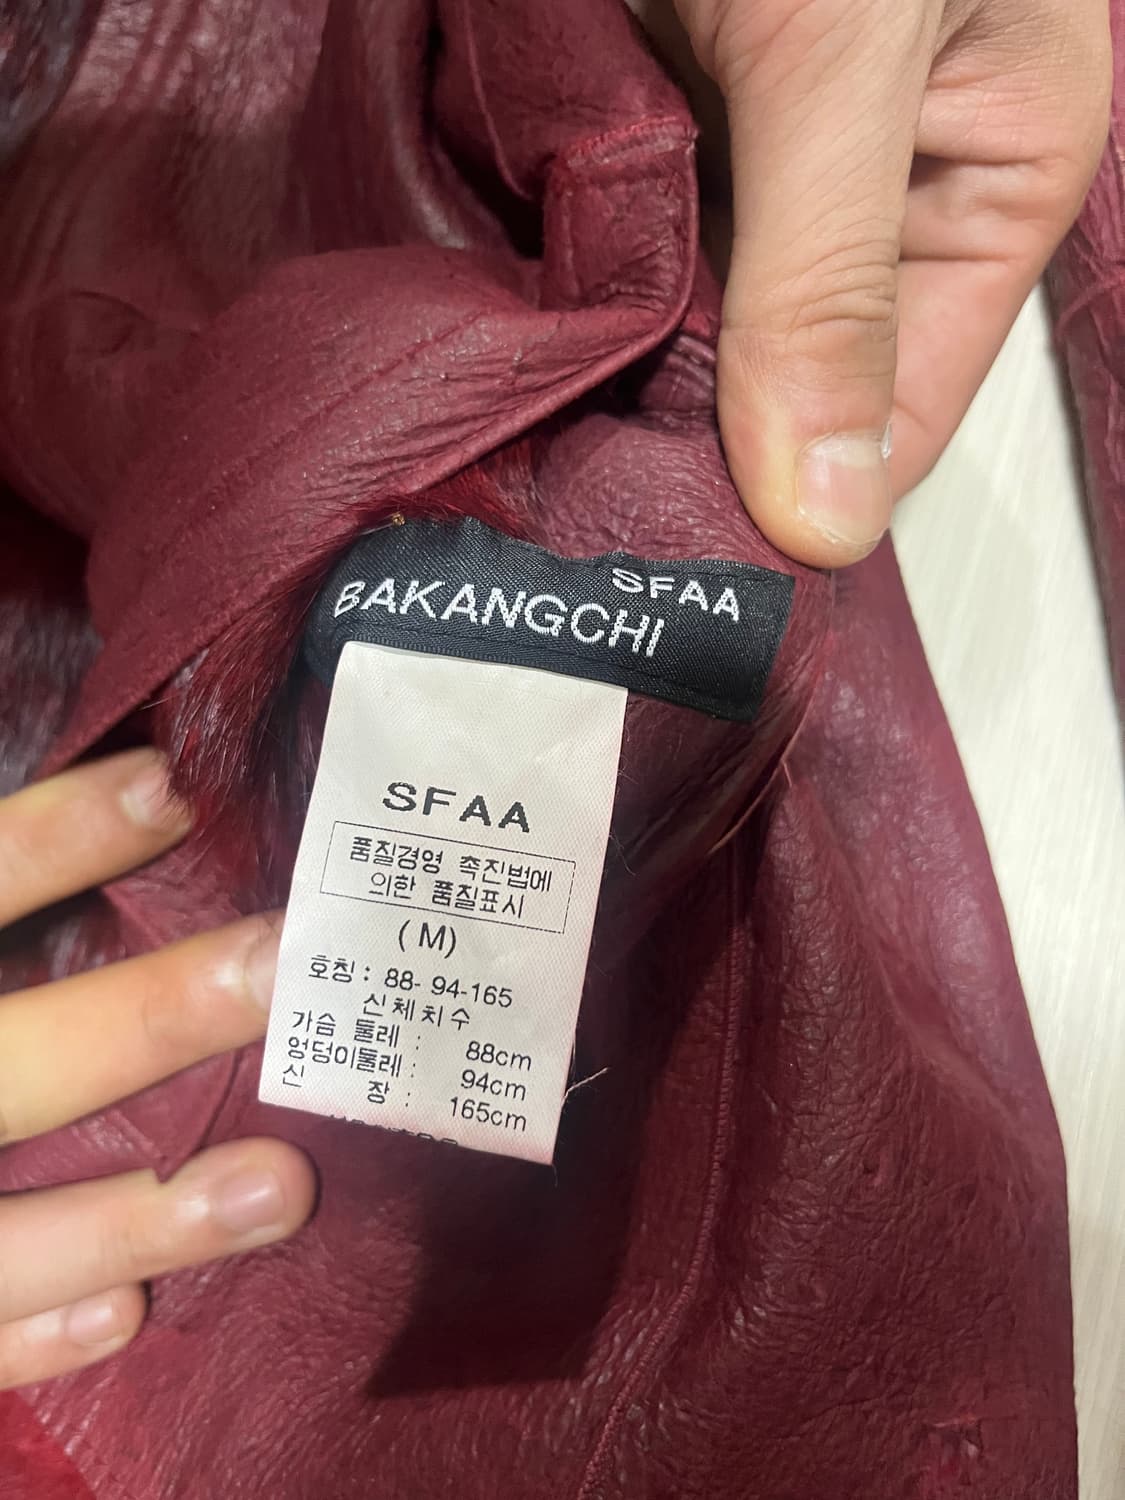 SFAA
BAKANGCHI
SFAA
품질경영 촉진법에
의한 품질표시
(M)
호칭 : 88- 94-165
신체치수
가슴 둘레 : 88cm
엉덩이둘레 : 94cm
신 장 : 165cm